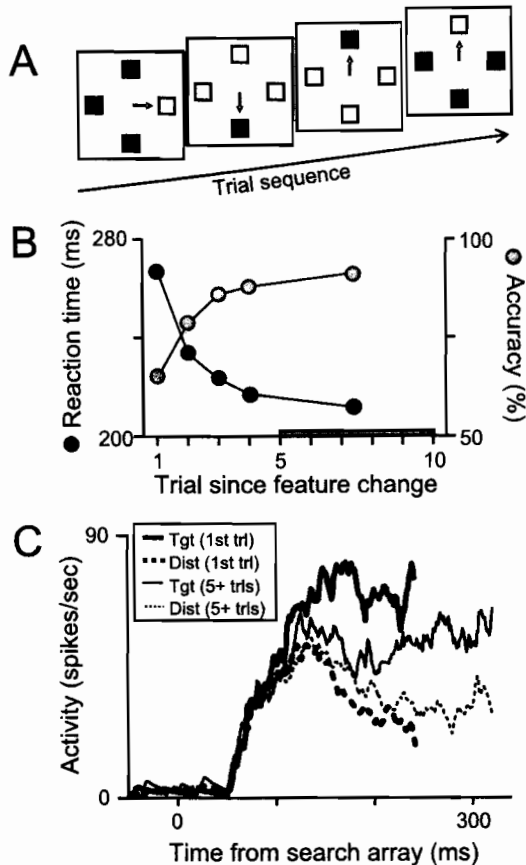 A
Trial sequence
B
280
100
Reaction time (ms)
Accuracy (%)
200
50
1
5
10
Trial since feature change
C
90
Tgt (1st trl)
Dist (1st trl)
Tgt (5+ trls)
Dist (5+ trls)
Activity (spikes/sec)
0
0
300
Time from search array (ms)